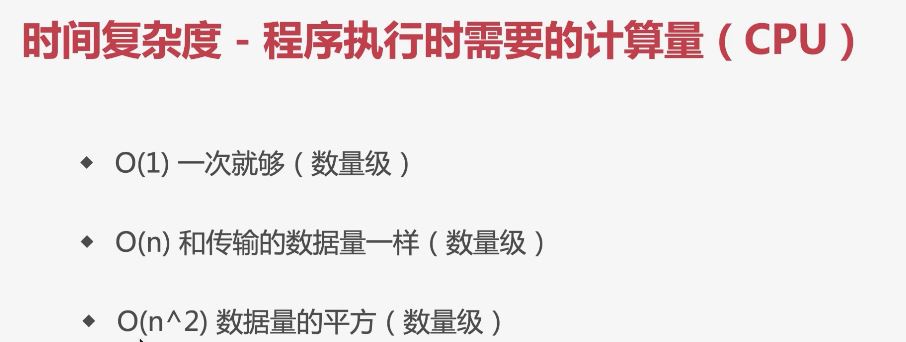 时间复杂度 - 程序执行时需要的计算量（CPU）
◆ O(1) 一次就够（数量级）
◆ O(n) 和传输的数据量一样（数量级）
◆ O(n^2) 数据量的平方（数量级）